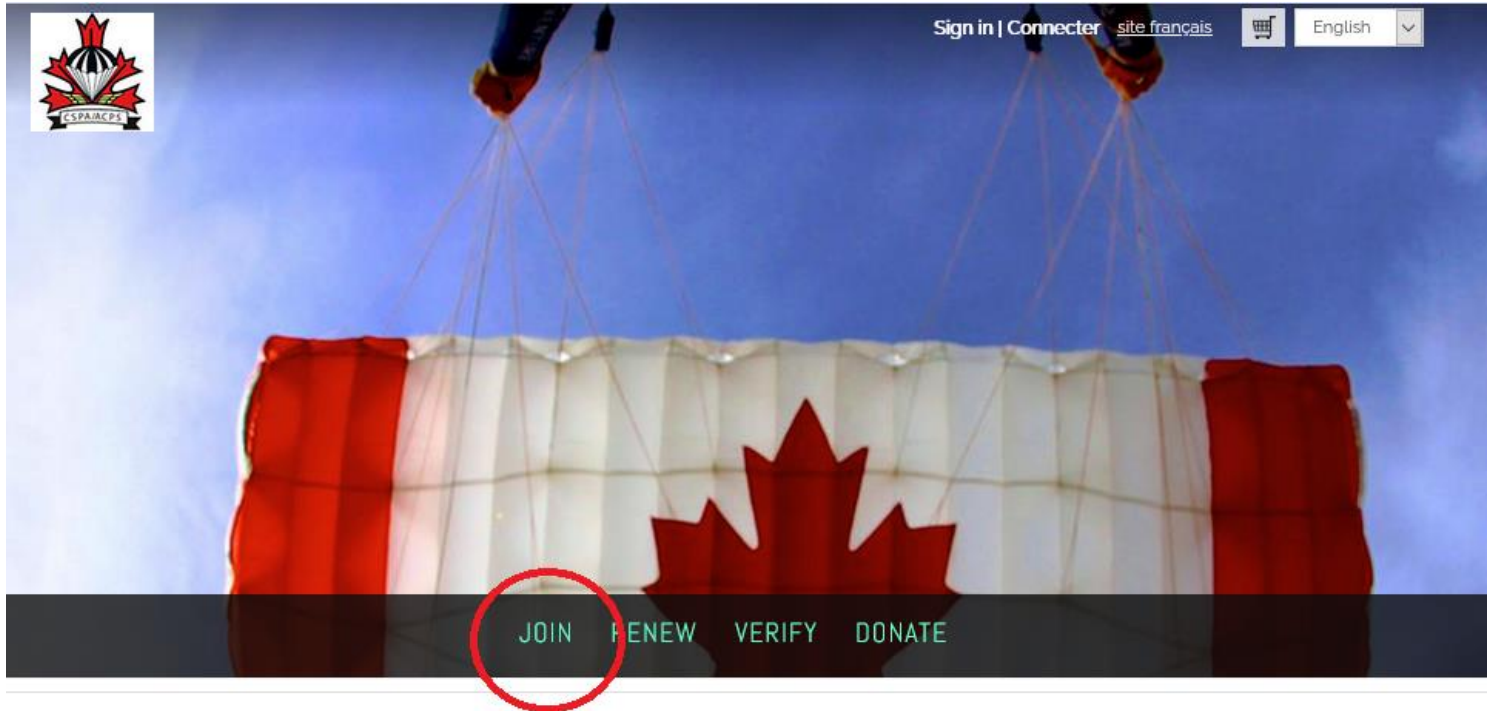 Sign in | Connecter site français English
CSPA/ACPS
JOIN RENEW VERIFY DONATE